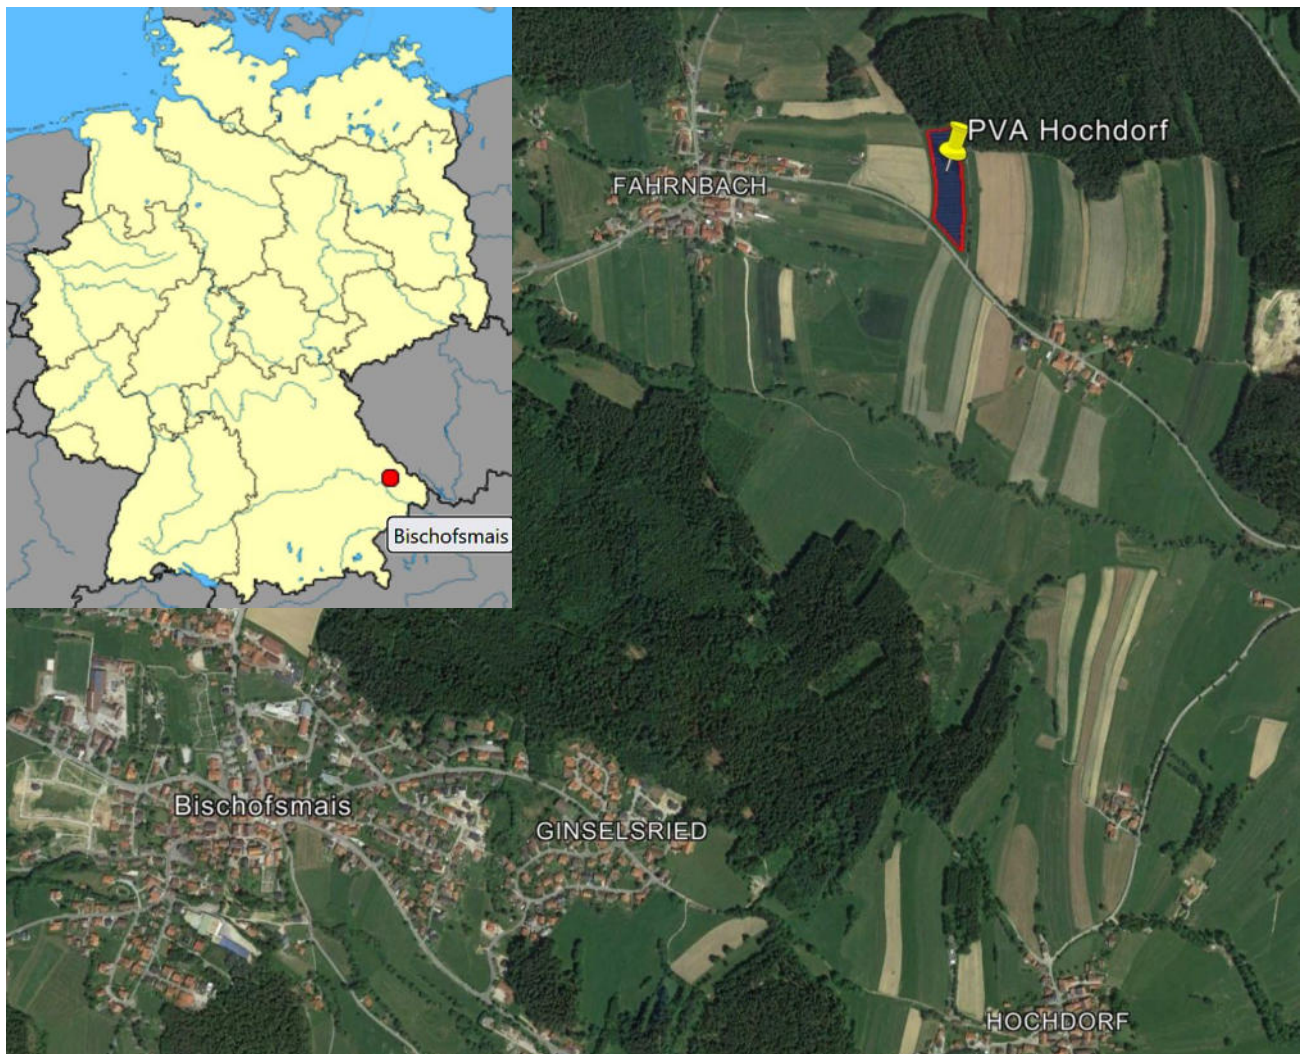 PVA Hochdorf
FAHRNBACH
Bischofsmais
Bischofsmais
GINSELSRIED
HOCHDORF